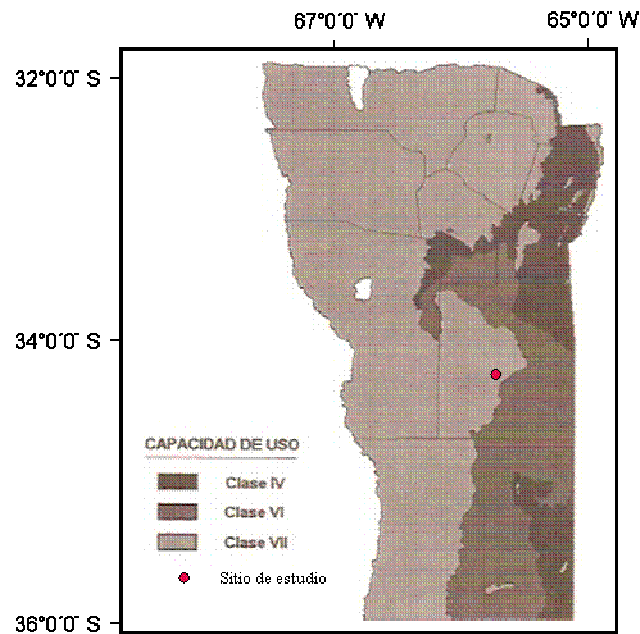 67°0'0" W
65°0'0" W
32°0'0" S
34°0'0" S
CAPACIDAD DE USO
Clase IV
Clase VI
Clase VII
Sitio de estudio
36°0'0" S